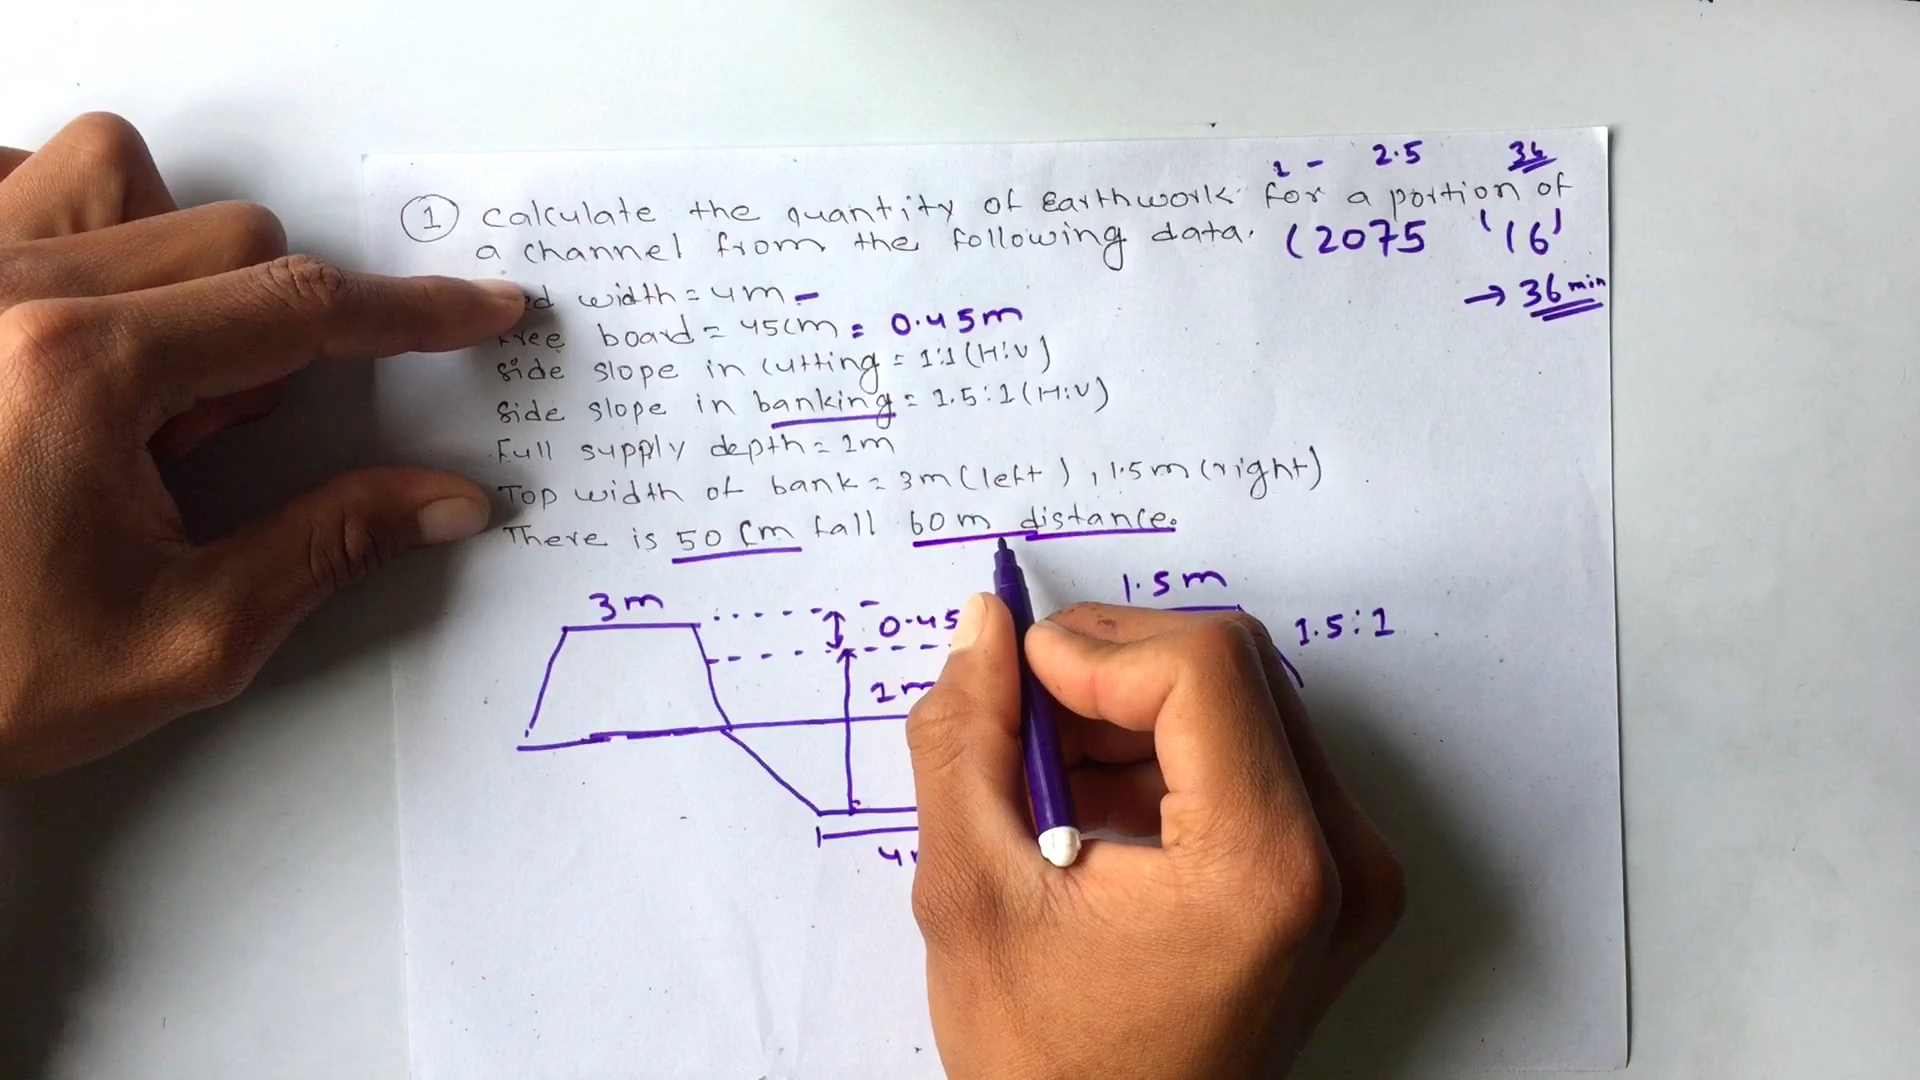 1 - 2.5 36
① Calculate the quantity of Earthwork for a portion of
a channel from the following data. (2075 '16')
→ 36 min
width = 4m -
Free board = 45cm = 0.45m
Side slope in cutting = 1:1 (H:V)
Side slope in banking = 1.5:1 (H:V)
Full supply depth = 1m
Top width of bank = 3m (left), 1.5m (right)
There is 50 Cm fall 60m distance.
3m 1.5m
0.45 1.5:1
1m